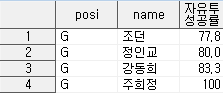 posi name 자유투 성공률
1 G 조던 77.8
2 G 정인교 80.0
3 G 강동희 83.3
4 G 주희정 100